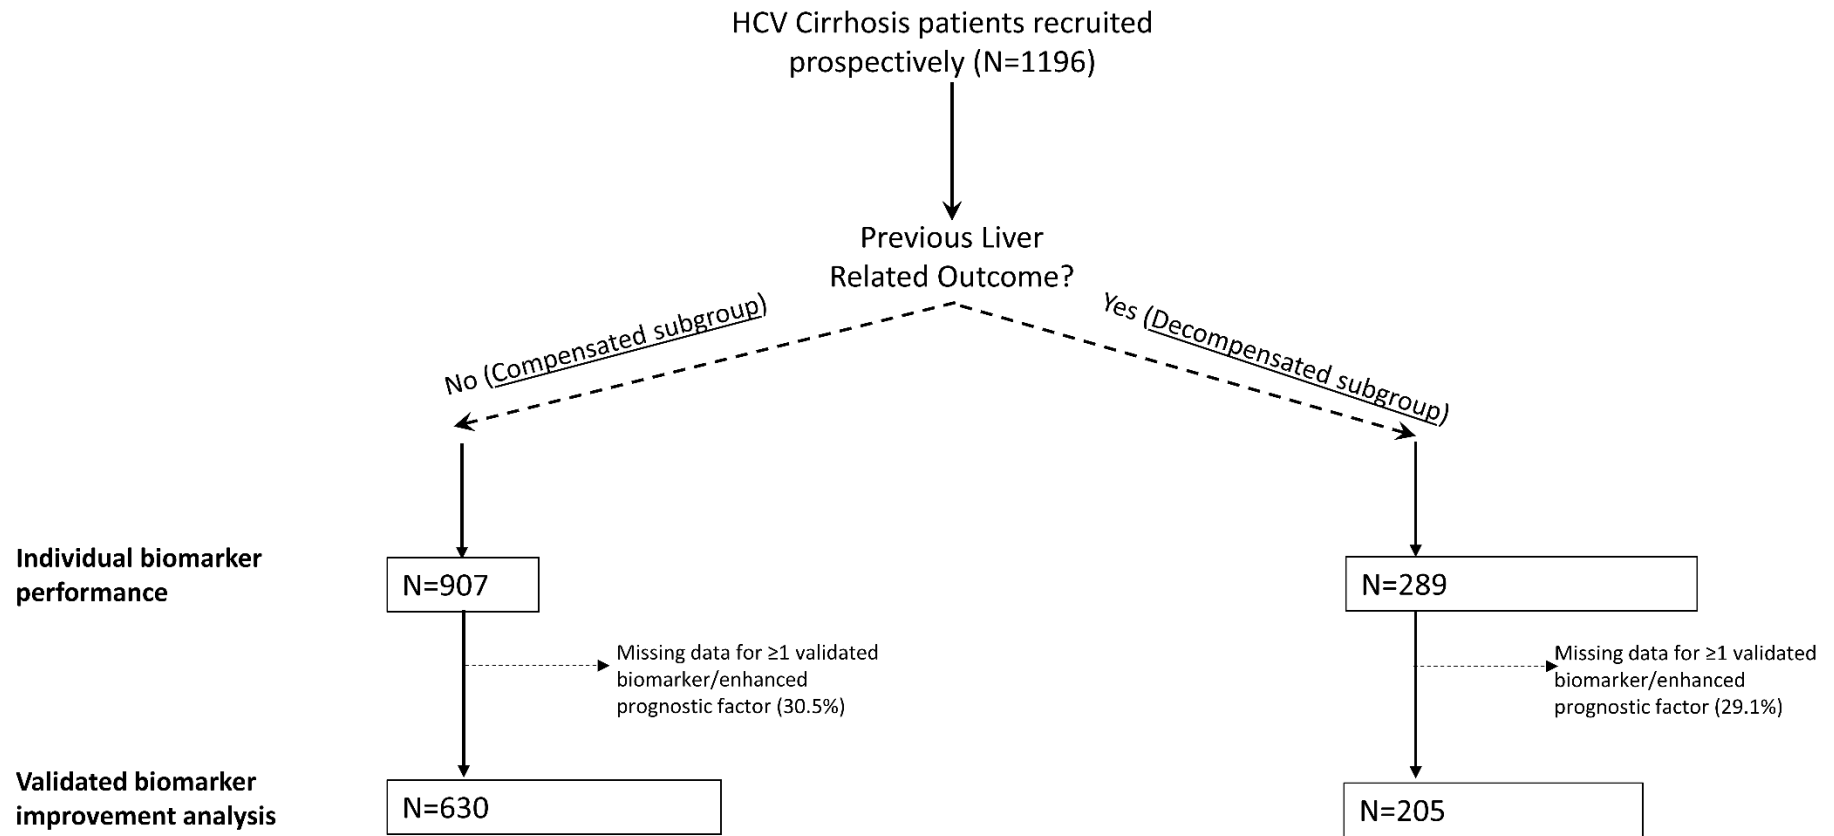 HCV Cirrhosis patients recruited
prospectively (N=1196)
Previous Liver
Related Outcome?
No (Compensated subgroup)
Yes (Decompensated subgroup)
Individual biomarker
performance
N=907
N=289
Missing data for ≥1 validated
biomarker/enhanced
prognostic factor (30.5%)
Missing data for ≥1 validated
biomarker/enhanced
prognostic factor (29.1%)
Validated biomarker
improvement analysis
N=630
N=205